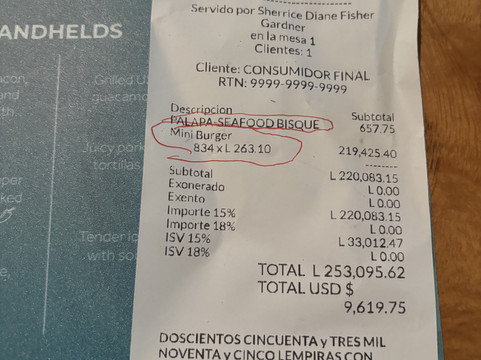 ANDHELDS
Grilled
guacamo
Juicy pork
tortillas
Tender
with
Servido por Sherrice Diane Fisher
Gardner
en la mesa 1
Clientes: 1
Cliente: CONSUMIDOR FINAL
RTN: 9999-9999-9999
Descripcion Subtotal
PALAPA-SEAFOOD BISQUE 657.75
Mini Burger
834 x L 263.10 219,425.40
--------
Subtotal L 220,083.15
Exonerado L 0.00
Exento L 0.00
Importe 15% L 220,083.15
Importe 18% L 0.00
ISV 15% L 33,012.47
ISV 18% L 0.00
TOTAL L 253,095.62
TOTAL USD $
9,619.75
DOSCIENTOS CINCUENTA y TRES MIL
NOVENTA y CINCO LEMPIRAS CON